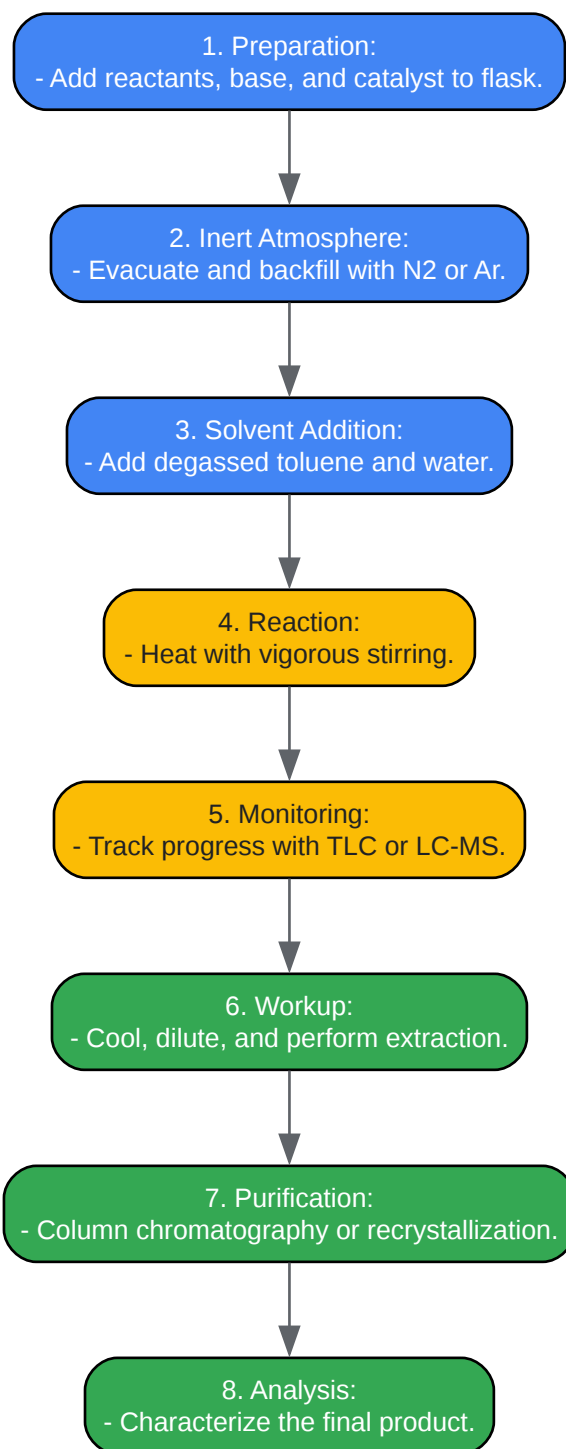 1. Preparation:
- Add reactants, base, and catalyst to flask.
2. Inert Atmosphere:
- Evacuate and backfill with N2 or Ar.
3. Solvent Addition:
- Add degassed toluene and water.
4. Reaction:
- Heat with vigorous stirring.
5. Monitoring:
- Track progress with TLC or LC-MS.
6. Workup:
- Cool, dilute, and perform extraction.
7. Purification:
- Column chromatography or recrystallization.
8. Analysis:
- Characterize the final product.